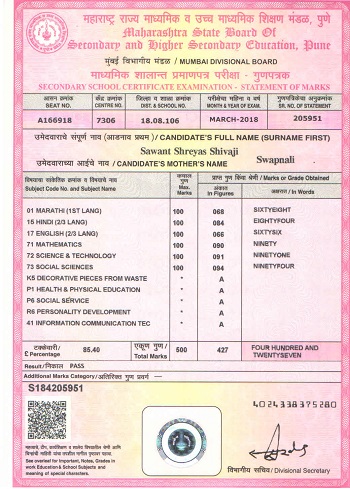 महाराष्ट्र राज्य माध्यमिक व उच्च माध्यमिक शिक्षण मंडळ, पुणे
Maharashtra State Board Of
Secondary and Higher Secondary Education, Pune
मुंबई विभागीय मंडळ / MUMBAI DIVISIONAL BOARD
माध्यमिक शालान्त प्रमाणपत्र परीक्षा - गुणपत्रक
SECONDARY SCHOOL CERTIFICATE EXAMINATION - STATEMENT OF MARKS
आसन क्रमांक केंद्र क्रमांक जिल्हा व शाळा क्रमांक परीक्षेचा महिना व वर्ष गुणपत्रिकेचा अनुक्रमांक
SEAT NO. CENTRE NO. DIST. & SCHOOL NO. MONTH & YEAR OF EXAM. SR. NO. OF STATEMENT
A166918 7306 18.08.106 MARCH-2018 205951
उमेदवाराचे संपूर्ण नाव (आडनाव प्रथम) / CANDIDATE'S FULL NAME (SURNAME FIRST)
Sawant Shreyas Shivaji
उमेदवाराच्या आईचे नाव / CANDIDATE'S MOTHER'S NAME Swapnali
विषयाचा सांकेतिक क्रमांक व विषयाचे नाव कमाल गुण प्राप्त गुण किंवा श्रेणी / Marks or Grade Obtained
Subject Code No. and Subject Name Max. Marks अंकात In Figures अक्षरात / In Words
01 MARATHI (1ST LANG) 100 068 SIXTYEIGHT
15 HINDI (2/3 LANG) 100 084 EIGHTYFOUR
17 ENGLISH (2/3 LANG) 100 066 SIXTYSIX
71 MATHEMATICS 100 090 NINETY
72 SCIENCE & TECHNOLOGY 100 091 NINETYONE
73 SOCIAL SCIENCES 100 094 NINETYFOUR
K5 DECORATIVE PIECES FROM WASTE * A
P1 HEALTH & PHYSICAL EDUCATION * A
P6 SOCIAL SERVICE * A
R6 PERSONALITY DEVELOPMENT * A
41 INFORMATION COMMUNICATION TEC * A
टक्केवारी / £ Percentage 85.40 एकूण गुण / Total Marks 500 427 FOUR HUNDRED AND TWENTYSEVEN
Result/निकाल PASS
Additional Marks Category/अतिरिक्त गुण प्रवर्ग —
S184205951
4024338375280
See overleaf for Important, Notes, Grades in
work Education & School Subjects and
meaning of special characters.
विभागीय सचिव / Divisional Secretary